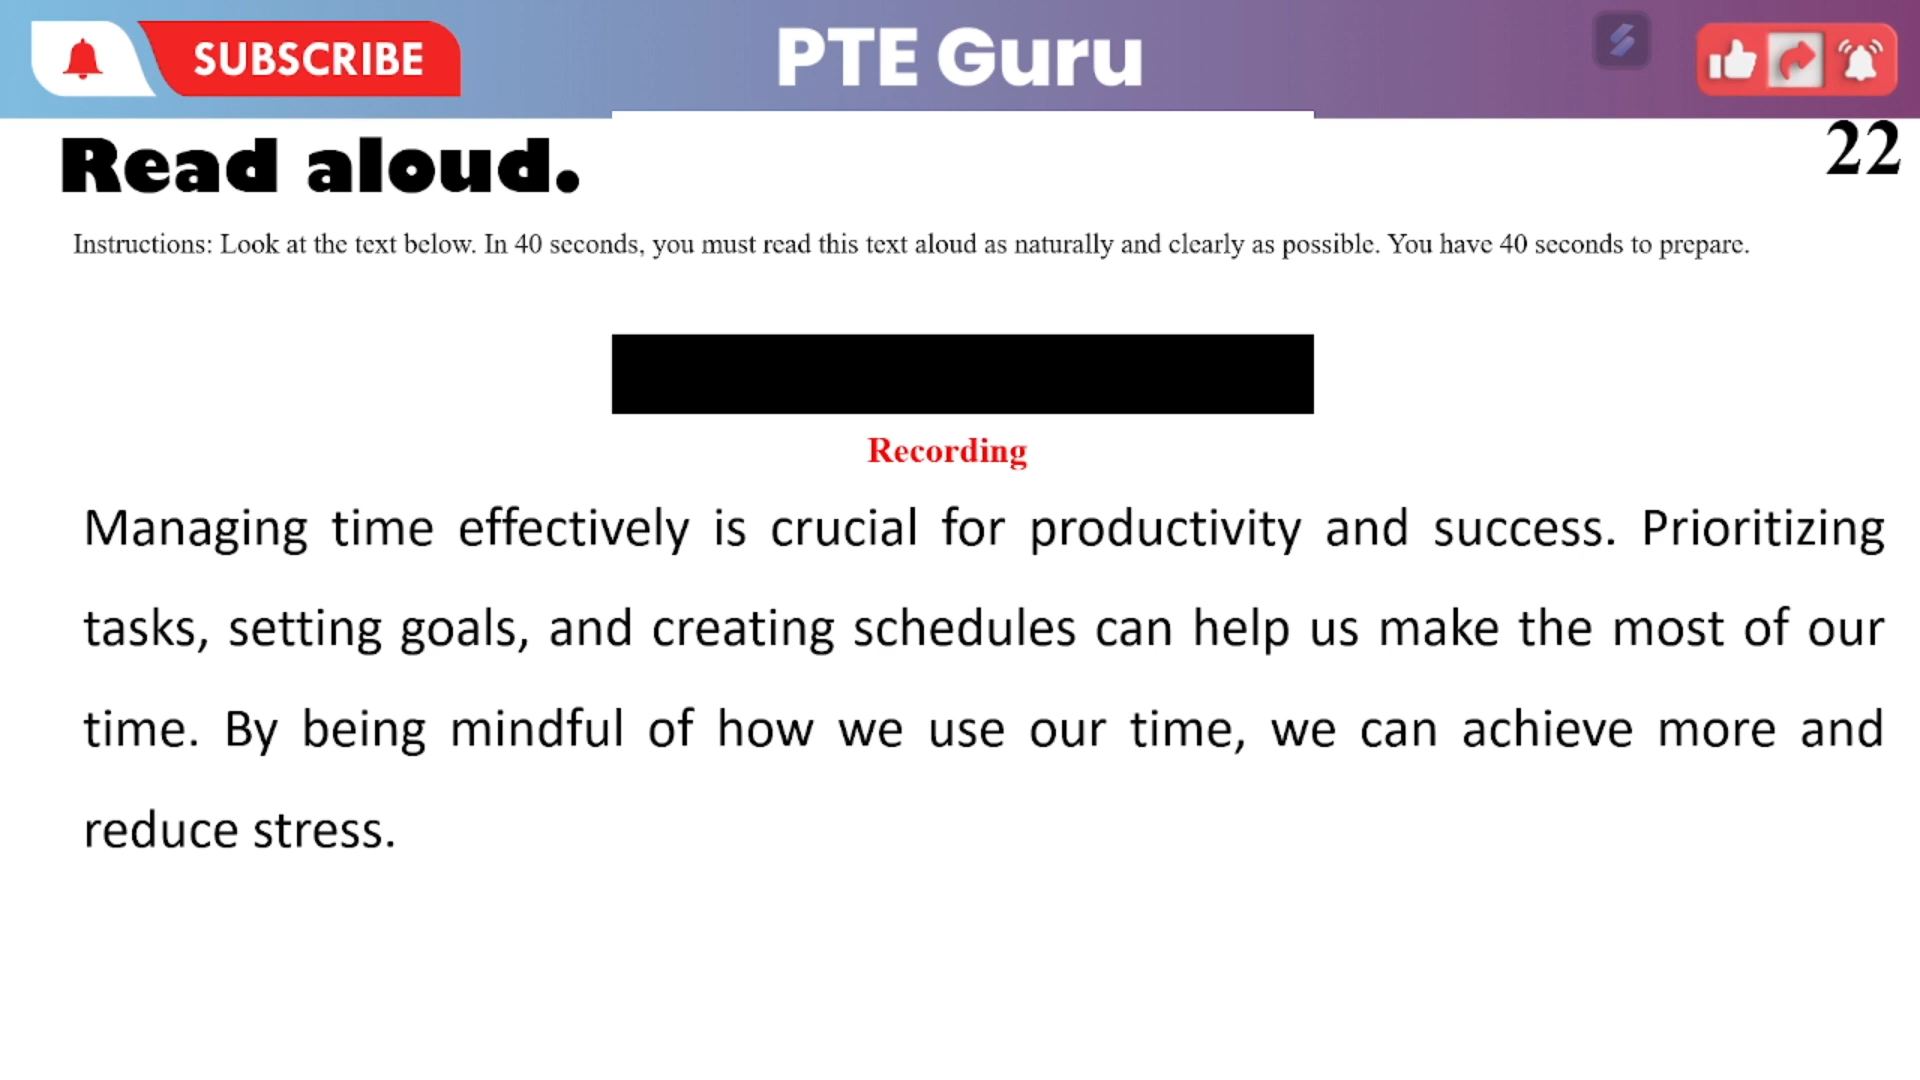 SUBSCRIBE
PTE Guru
Read aloud.
22
Instructions: Look at the text below. In 40 seconds, you must read this text aloud as naturally and clearly as possible. You have 40 seconds to prepare.
Recording
Managing time effectively is crucial for productivity and success. Prioritizing
tasks, setting goals, and creating schedules can help us make the most of our
time. By being mindful of how we use our time, we can achieve more and
reduce stress.